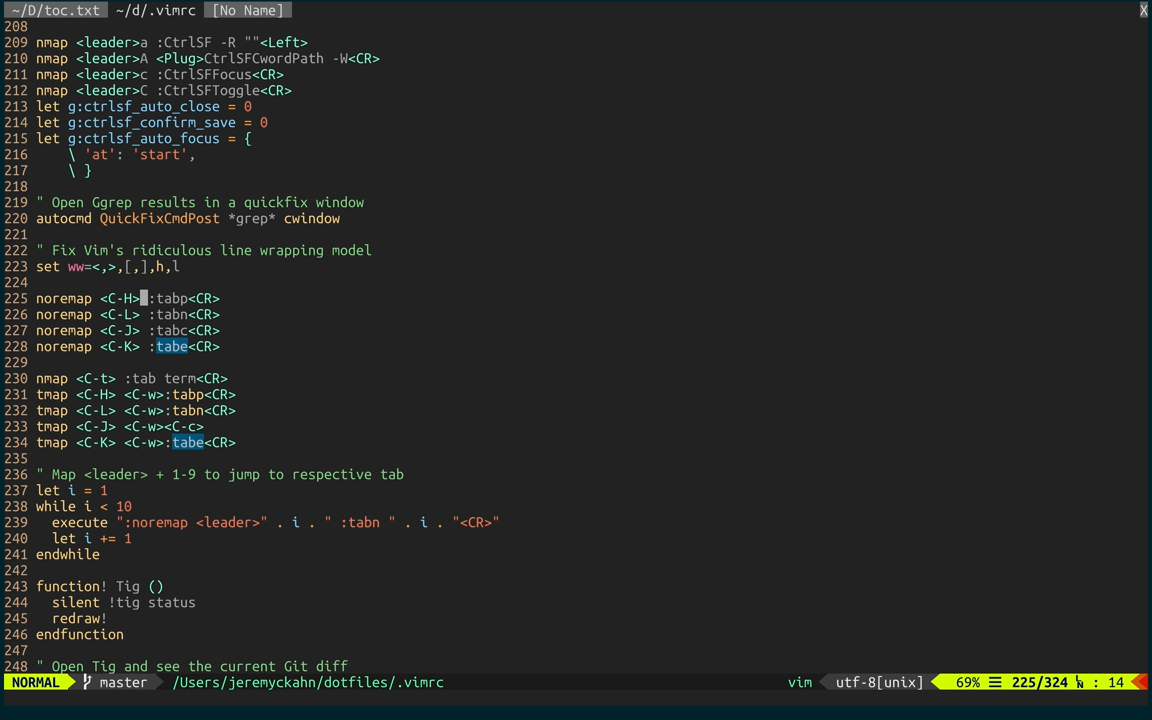 ~/D/toc.txt  ~/d/.vimrc  [No Name]  X
208
209 nmap <leader>a :CtrlSF -R ""<Left>
210 nmap <leader>A <Plug>CtrlSFCwordPath -W<CR>
211 nmap <leader>c :CtrlSFFocus<CR>
212 nmap <leader>C :CtrlSFToggle<CR>
213 let g:ctrlsf_auto_close = 0
214 let g:ctrlsf_confirm_save = 0
215 let g:ctrlsf_auto_focus = {
216     \ 'at': 'start',
217     \ }
218
219 " Open Ggrep results in a quickfix window
220 autocmd QuickFixCmdPost *grep* cwindow
221
222 " Fix Vim's ridiculous line wrapping model
223 set ww=<,>,[,],h,l
224
225 noremap <C-H> :tabp<CR>
226 noremap <C-L> :tabn<CR>
227 noremap <C-J> :tabc<CR>
228 noremap <C-K> :tabe<CR>
229
230 nmap <C-t> :tab term<CR>
231 tmap <C-H> <C-w>:tabp<CR>
232 tmap <C-L> <C-w>:tabn<CR>
233 tmap <C-J> <C-w><C-c>
234 tmap <C-K> <C-w>:tabe<CR>
235
236 " Map <leader> + 1-9 to jump to respective tab
237 let i = 1
238 while i < 10
239   execute ":noremap <leader>" . i . " :tabn " . i . "<CR>"
240   let i += 1
241 endwhile
242
243 function! Tig ()
244   silent !tig status
245   redraw!
246 endfunction
247
248 " Open Tig and see the current Git diff
NORMAL  master  /Users/jeremyckahn/dotfiles/.vimrc  vim  utf-8[unix]  69% ☰ 225/324 ㏑ : 14